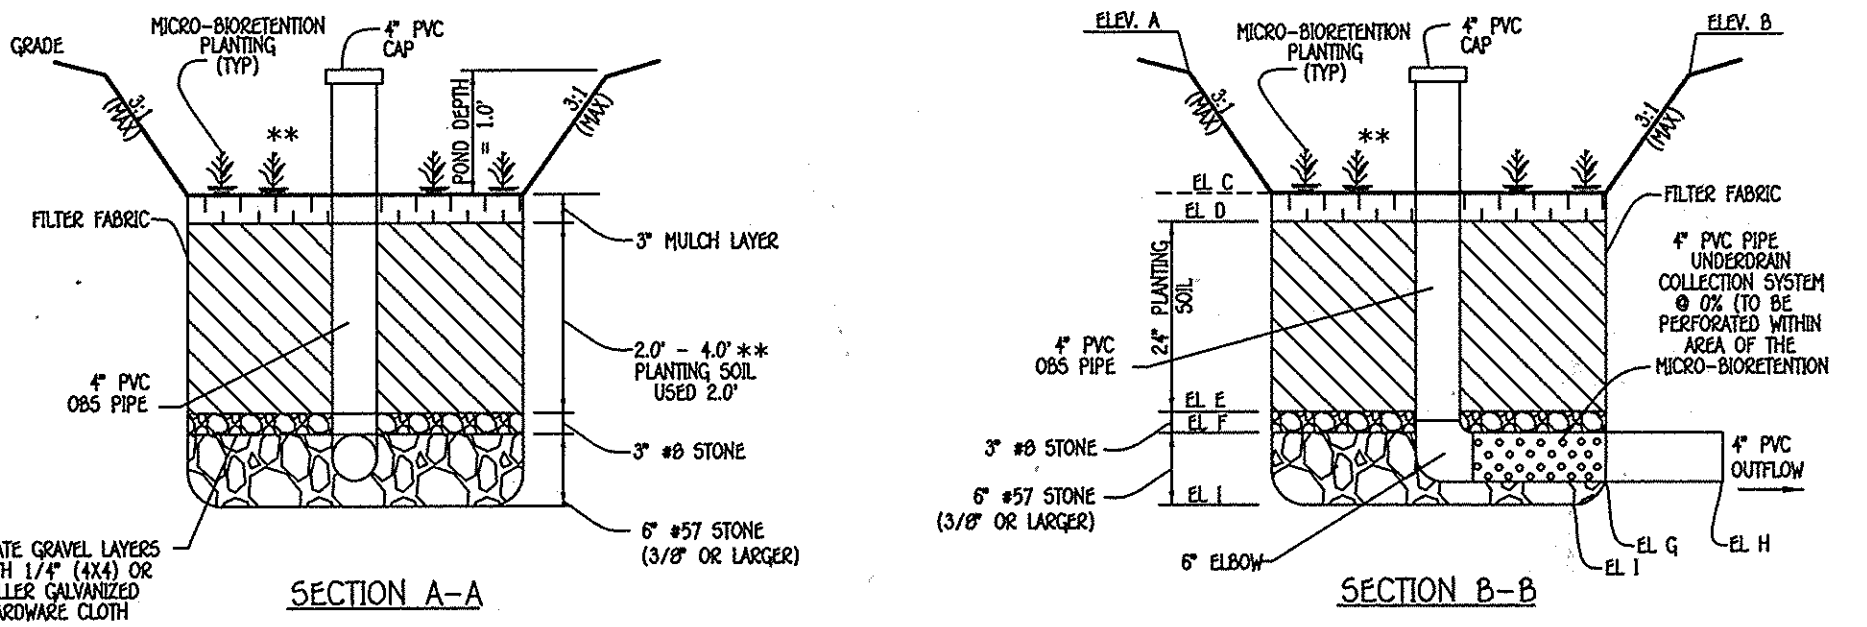 GRADE
MICRO-BIORETENTION
PLANTING
(TYP)
4" PVC
CAP
3:1
(MAX)
**
POND DEPTH
= 1.0'
3:1
(MAX)
FILTER FABRIC
3" MULCH LAYER
2.0' - 4.0' **
PLANTING SOIL
USED 2.0'
4" PVC
OBS PIPE
3" #8 STONE
6" #57 STONE
(3/8" OR LARGER)
ATE GRAVEL LAYERS
TH 1/4" (4X4) OR
LLER GALVANIZED
ARDWARE CLOTH
SECTION A-A
ELEV. A
MICRO-BIORETENTION
PLANTING
(TYP)
4" PVC
CAP
ELEV. B
3:1
(MAX)
**
3:1
(MAX)
EL C
EL D
FILTER FABRIC
24" PLANTING
SOIL
4" PVC PIPE
UNDERDRAIN
COLLECTION SYSTEM
@ 0% (TO BE
PERFORATED WITHIN
AREA OF THE
MICRO-BIORETENTION
4" PVC
OBS PIPE
EL E
EL F
3" #8 STONE
6" #57 STONE
(3/8" OR LARGER)
EL I
4" PVC
OUTFLOW
6" ELBOW
EL G
EL H
EL I
SECTION B-B